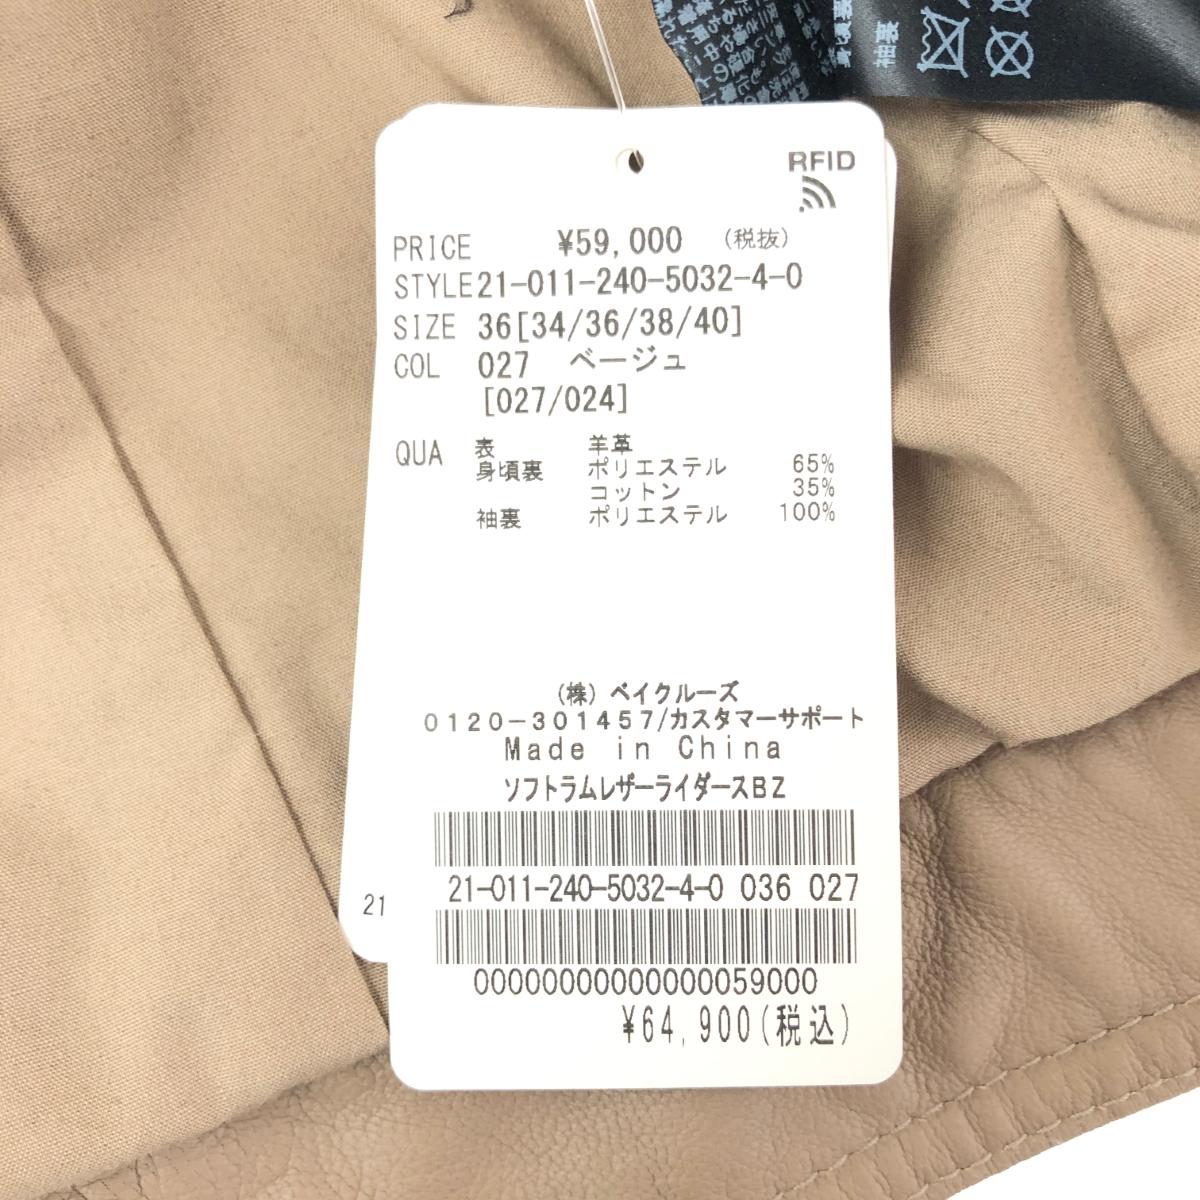 RFID
PRICE ¥59,000 (税抜)
STYLE 21-011-240-5032-4-0
SIZE 36[34/36/38/40]
COL 027 ベージュ
[027/024]
QUA 表 羊革
身頃裏 ポリエステル 65%
コットン 35%
袖裏 ポリエステル 100%
(株) ベイクルーズ
0120-301457/カスタマーサポート
Made in China
ソフトラムレザーライダースBZ
21-011-240-5032-4-0 036 027
21
00000000000000059000
¥64,900(税込)
袖裏